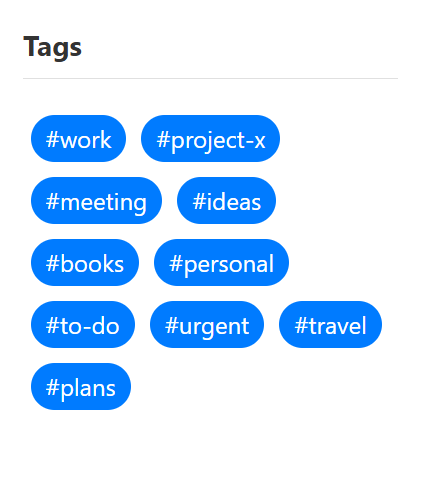 Tags
#work #project-x
#meeting #ideas
#books #personal
#to-do #urgent #travel
#plans